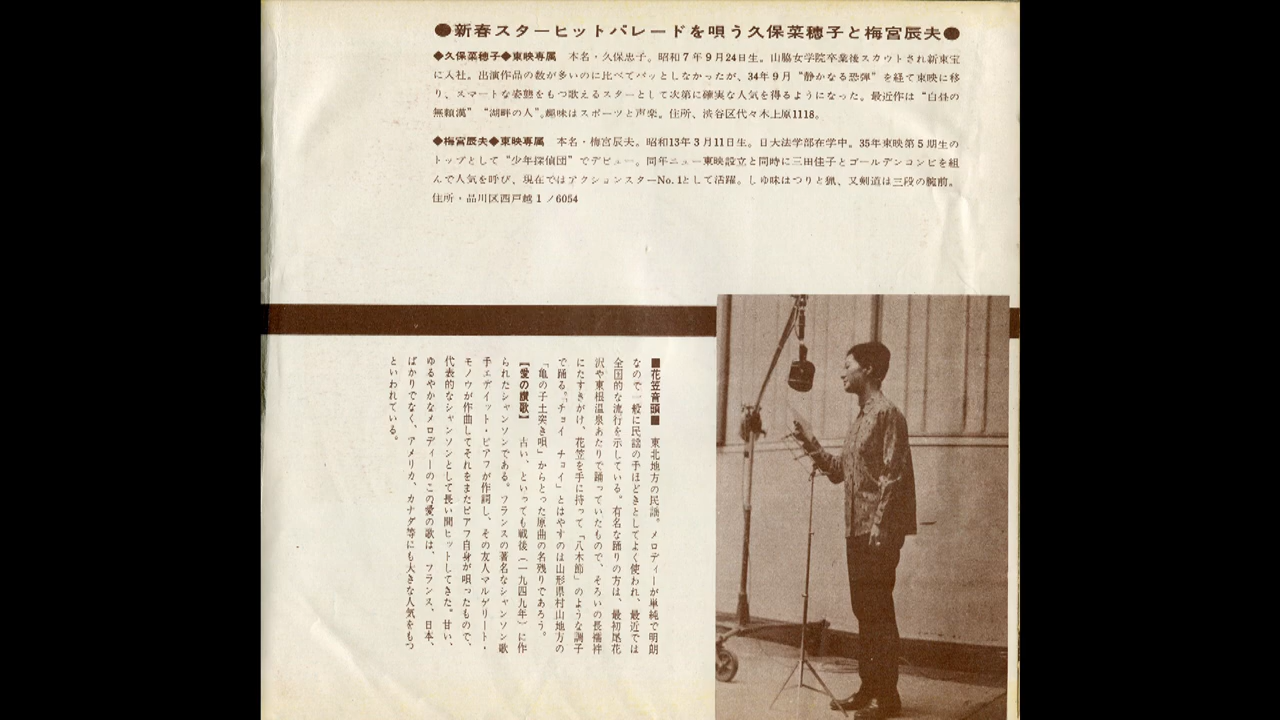 ●新春スターヒットパレードを唄う久保菜穂子と梅宮辰夫●
◆久保菜穂子◆東映専属　本名・久保忠子。昭和7年9月24日生。山脇女学院卒業後スカウトされ新東宝
に入社。出演作品の数が多いのに比べてパッとしなかったが、34年9月“静かなる恐弾”を経て東映に移
り、スマートな姿態をもつ歌えるスターとして次第に確実な人気を得るようになった。最近作は“白昼の
無頼漢”“湖畔の人”。趣味はスポーツと声楽。住所、渋谷区代々木上原1118。
◆梅宮辰夫◆東映専属　本名・梅宮辰夫。昭和13年3月11日生。日大法学部在学中。35年東映第5期生の
トップとして“少年探偵団”でデビュー。同年ニュー東映設立と同時に三田佳子とゴールデンコンビを組
んで人気を呼び、現在ではアクションスターNo.1として活躍。しゆ味はつりと猟、又剣道は三段の腕前。
住所・品川区西戸越1ノ6054
■花笠音頭■　東北地方の民謡。メロディーが単純で明朗
なので一般に民謡の手ほどきとしてよく使われ、最近では
全国的な流行を示している。有名な踊りの方は、最初尾花
沢や東根温泉あたりで踊っていたもので、そろいの長襦袢
にたすきがけ、花笠を手に持って「八木節」のような調子
で踊る。「チョイ　チョイ」とはやすのは山形県村山地方の
「亀の子土突き唄」からとった原曲の名残りであろう。
【愛の讃歌】　古い、といっても戦後（一九四九年）に作
られたシャンソンである。フランスの著名なシャンソン歌
手エディット・ピアフが作詞し、その友人マルグリート・
モノウが作曲してそれをまたピアフ自身が唄ったもので、
代表的なシャンソンとして長い間ヒットしてきた。甘い、
ゆるやかなメロディーのこの愛の歌は、フランス、日本、
ばかりでなく、アメリカ、カナダ等にも大きな人気をもつ
といわれている。